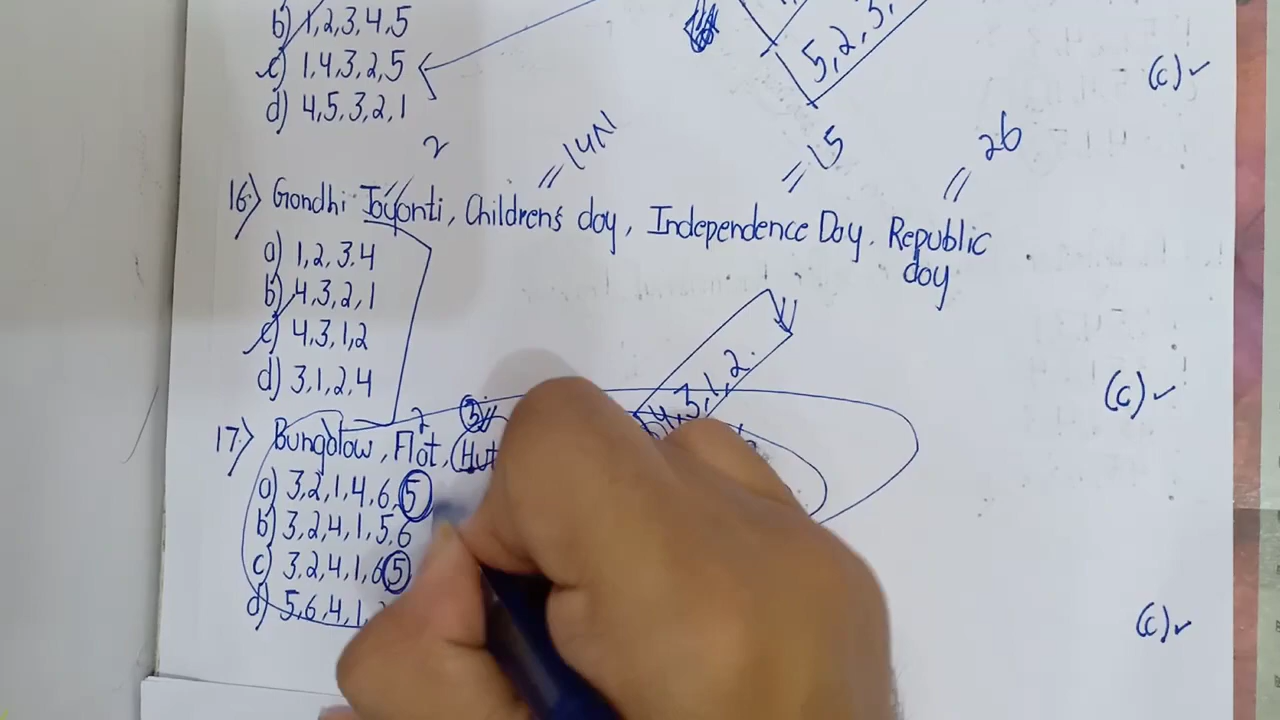 b) 1,2,3,4,5
c) 1,4,3,2,5
d) 4,5,3,2,1
5,2,3,
(c)✓
2
=14N
=15
=26
16) Gandhi Jayanti, Children's day, Independence Day, Republic day
a) 1,2,3,4
b) 4,3,2,1
c) 4,3,1,2
d) 3,1,2,4
4,3,1,2.
(c)✓
2
3
17) Bungalow, Flat, Hut
a) 3,2,1,4,6,5
b) 3,2,4,1,5,6
c) 3,2,4,1,6,5
d) 5,6,4,1,
(c)✓